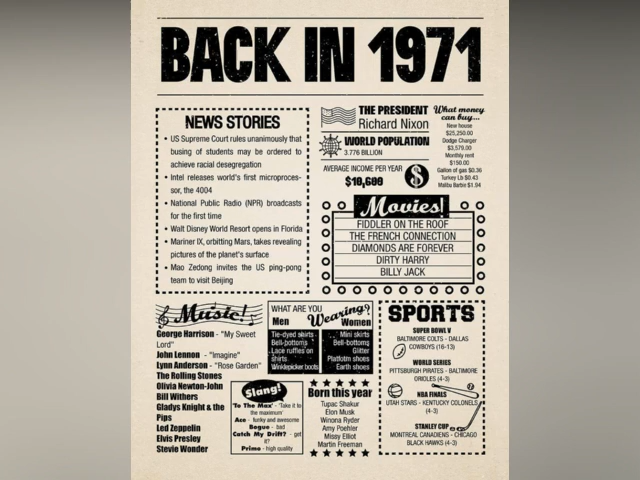 BACK IN 1971
NEWS STORIES
• US Supreme Court rules unanimously that
busing of students may be ordered to
achieve racial desegregation
• Intel releases world's first microproces-
sor, the 4004
• National Public Radio (NPR) broadcasts
for the first time
• Walt Disney World Resort opens in Florida
• Mariner IX, orbiting Mars, takes revealing
pictures of the planet's surface
• Mao Zedong invites the US ping-pong
team to visit Beijing
THE PRESIDENT
Richard Nixon
WORLD POPULATION
3.776 BILLION
AVERAGE INCOME PER YEAR
$10,600
What money
can buy...
New house
$25,250.00
Dodge Charger
$3,579.00
Monthly rent
$150.00
Gallon of gas $0.36
Turkey Lb $0.43
Malibu Barbie $1.94
Movies!
FIDDLER ON THE ROOF
THE FRENCH CONNECTION
DIAMONDS ARE FOREVER
DIRTY HARRY
BILLY JACK
Music!
George Harrison - "My Sweet
Lord"
John Lennon - "Imagine"
Lynn Anderson - "Rose Garden"
The Rolling Stones
Olivia Newton-John
Bill Withers
Gladys Knight & the
Pips
Led Zeppelin
Elvis Presley
Stevie Wonder
WHAT ARE YOU
Wearing?
Men
Tie-dyed shirts
Bell-bottoms
Lace ruffles on
shirts
Winklepicker boots
Women
Mini skirts
Bell-bottoms
Glitter
Platform shoes
Earth shoes
Slang!
'To The Max' - Take it to
the maximum'
Ace - funky and awesome
Bogue - bad
Catch My Drift? - get
it?
Primo - high quality
Born this year
Tupac Shakur
Elon Musk
Winona Ryder
Amy Poehler
Missy Elliot
Martin Freeman
SPORTS
SUPER BOWL V
BALTIMORE COLTS - DALLAS
COWBOYS (16-13)
WORLD SERIES
PITTSBURGH PIRATES - BALTIMORE
ORIOLES (4-3)
NBA FINALS
UTAH STARS - KENTUCKY COLONELS
(4-3)
STANLEY CUP
MONTREAL CANADIENS - CHICAGO
BLACK HAWKS (4-3)